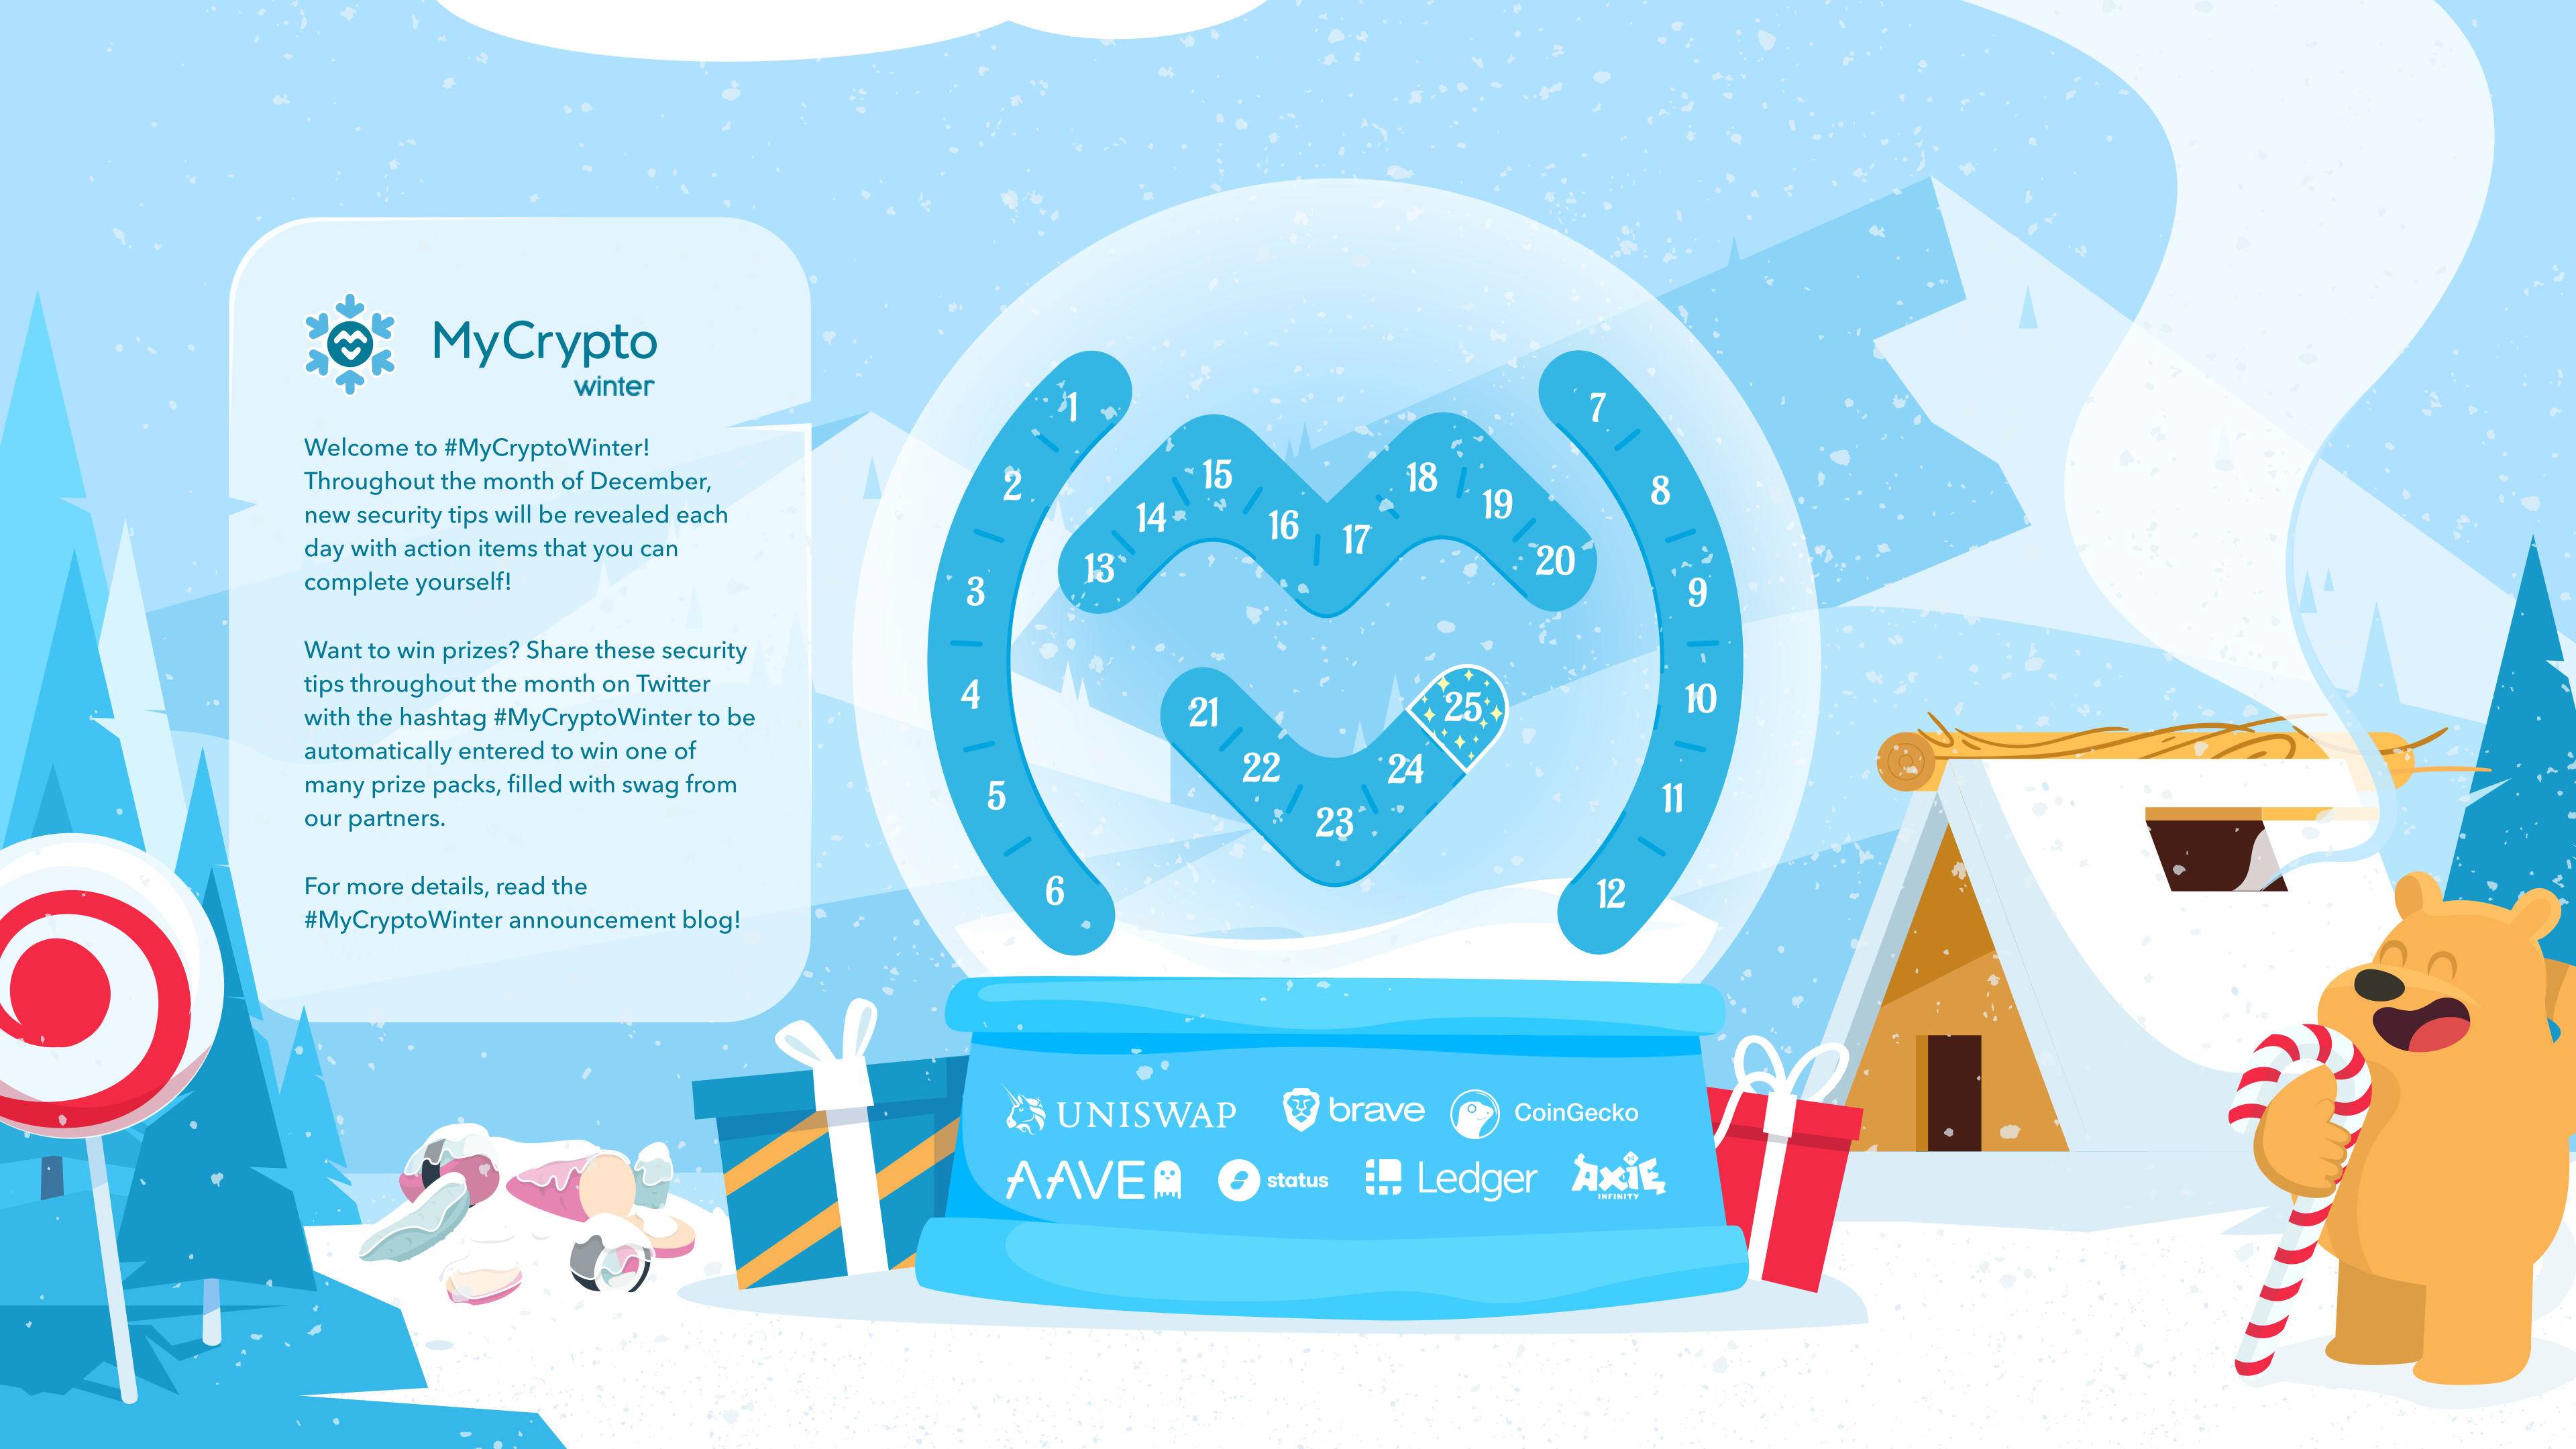 MyCrypto
winter
Welcome to #MyCryptoWinter!
Throughout the month of December,
new security tips will be revealed each
day with action items that you can
complete yourself!
Want to win prizes? Share these security
tips throughout the month on Twitter
with the hashtag #MyCryptoWinter to be
automatically entered to win one of
many prize packs, filled with swag from
our partners.
For more details, read the
#MyCryptoWinter announcement blog!
1
2
3
4
5
6
7
8
9
10
11
12
13
14
15
16
17
18
19
20
21
22
23
24
25
UNISWAP
brave
CoinGecko
AAVE
status
Ledger
AXiE
INFINITY